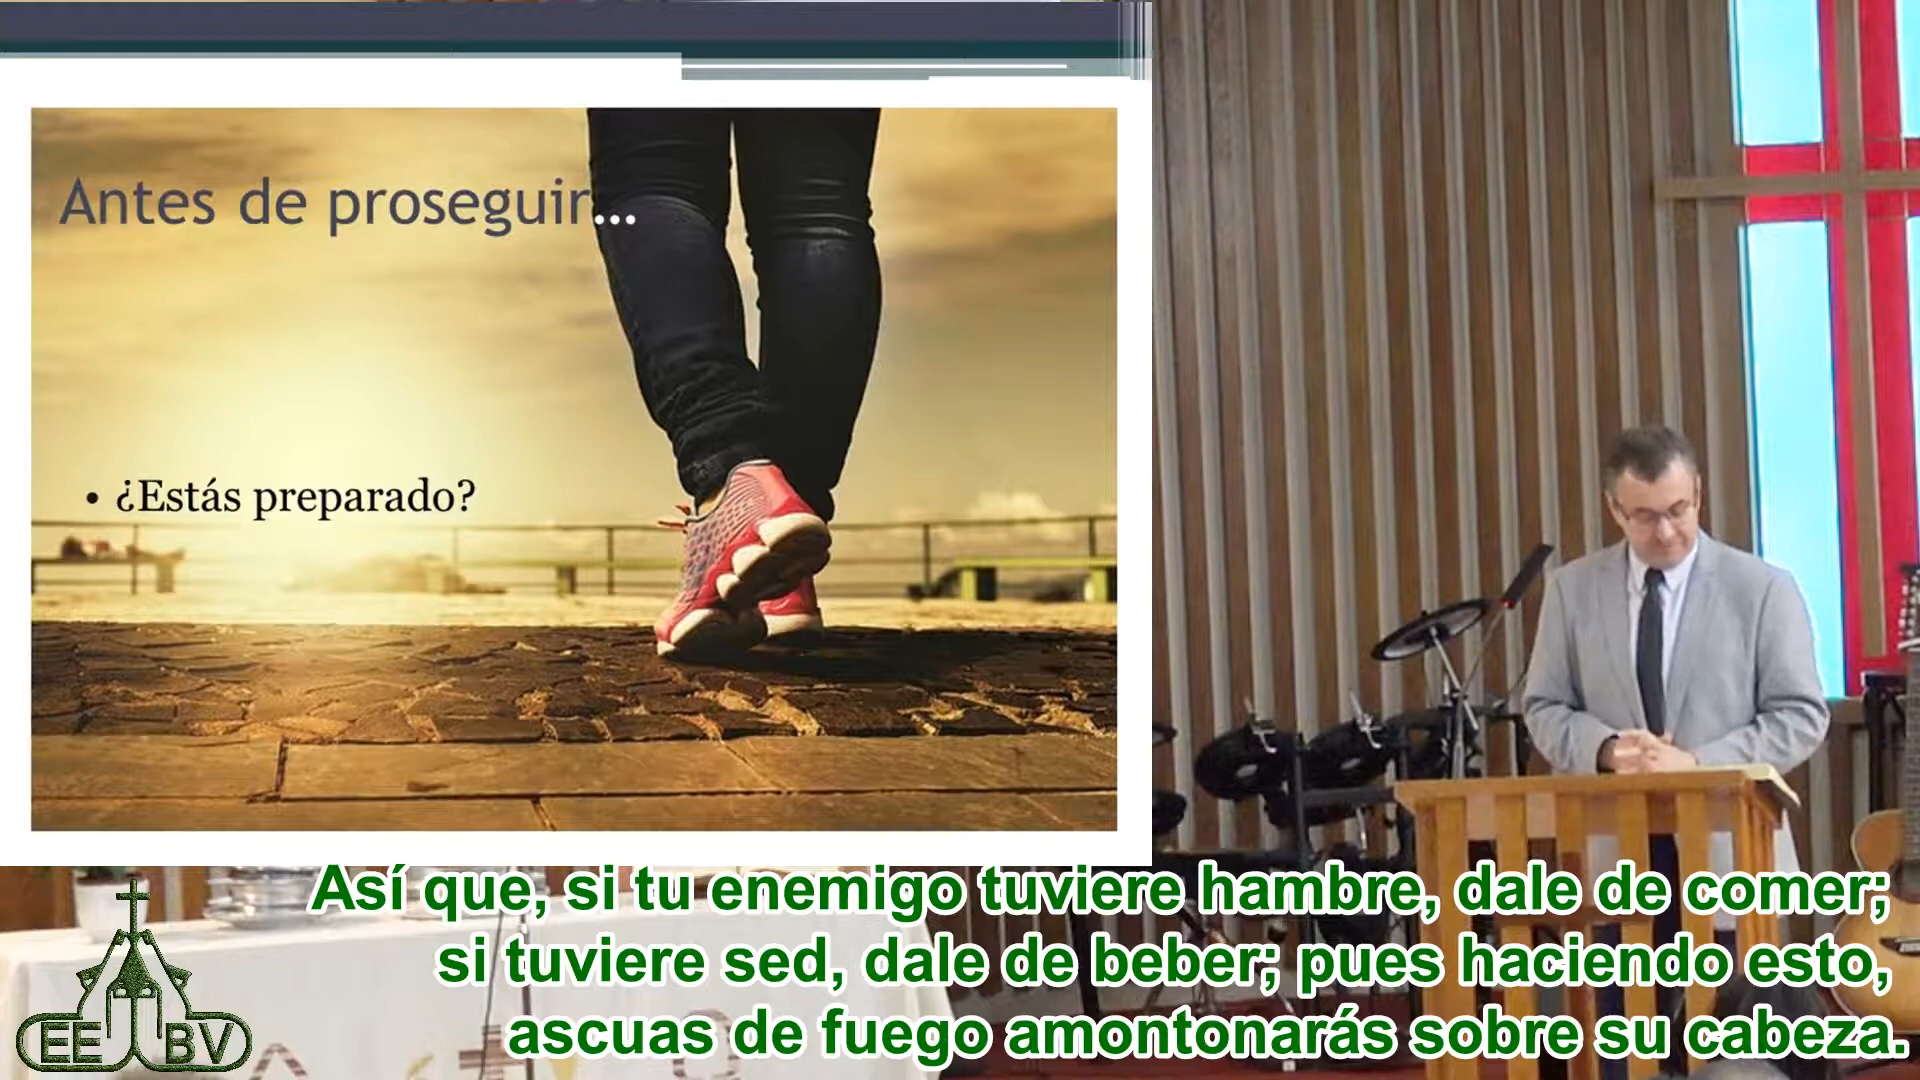 Antes de proseguir...
• ¿Estás preparado?
Así que, si tu enemigo tuviere hambre, dale de comer;
si tuviere sed, dale de beber; pues haciendo esto,
ascuas de fuego amontonarás sobre su cabeza.
EE BV